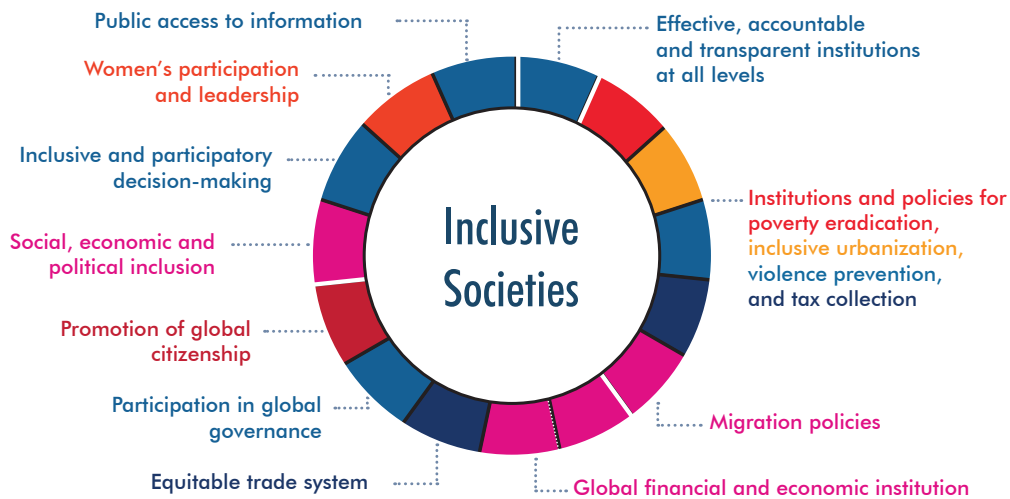 Public access to information
Effective, accountable
and transparent institutions
at all levels
Women's participation
and leadership
Inclusive and participatory
decision-making
Inclusive
Societies
Institutions and policies for
poverty eradication,
inclusive urbanization,
violence prevention,
and tax collection
Social, economic and
political inclusion
Promotion of global
citizenship
Participation in global
governance
Migration policies
Equitable trade system
Global financial and economic institution